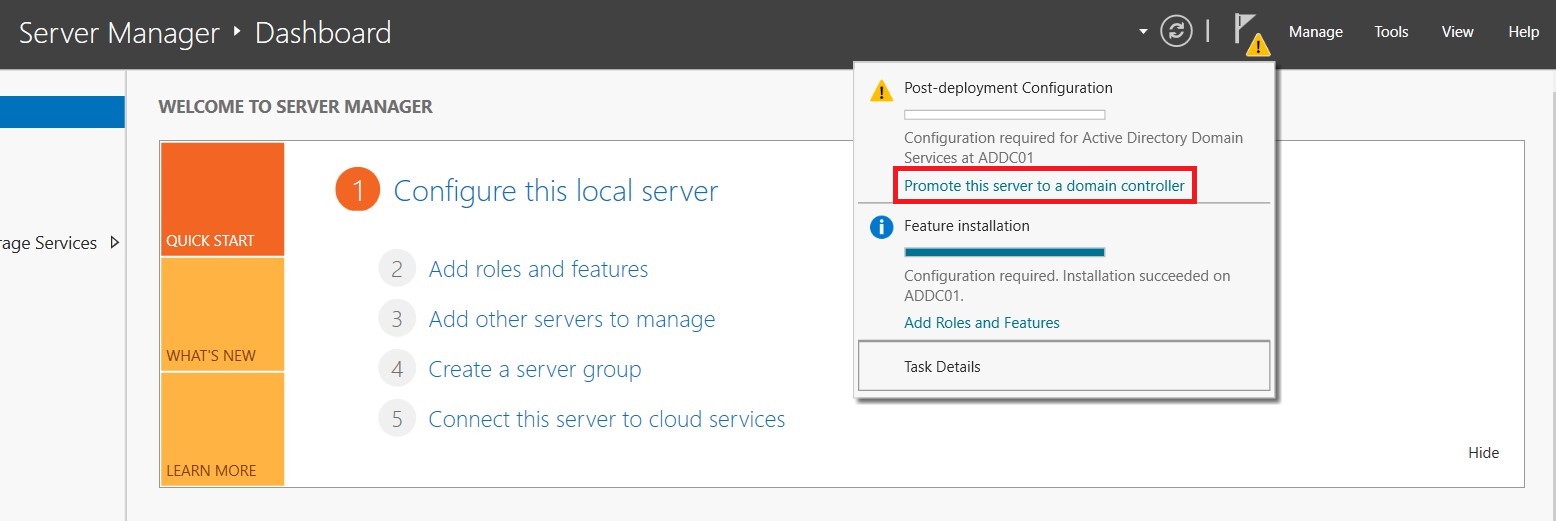 Server Manager ‣ Dashboard
Manage Tools View Help
WELCOME TO SERVER MANAGER
rage Services
QUICK START
WHAT'S NEW
LEARN MORE
1 Configure this local server
2 Add roles and features
3 Add other servers to manage
4 Create a server group
5 Connect this server to cloud services
Hide
Post-deployment Configuration
Configuration required for Active Directory Domain
Services at ADDC01
Promote this server to a domain controller
Feature installation
Configuration required. Installation succeeded on
ADDC01.
Add Roles and Features
Task Details